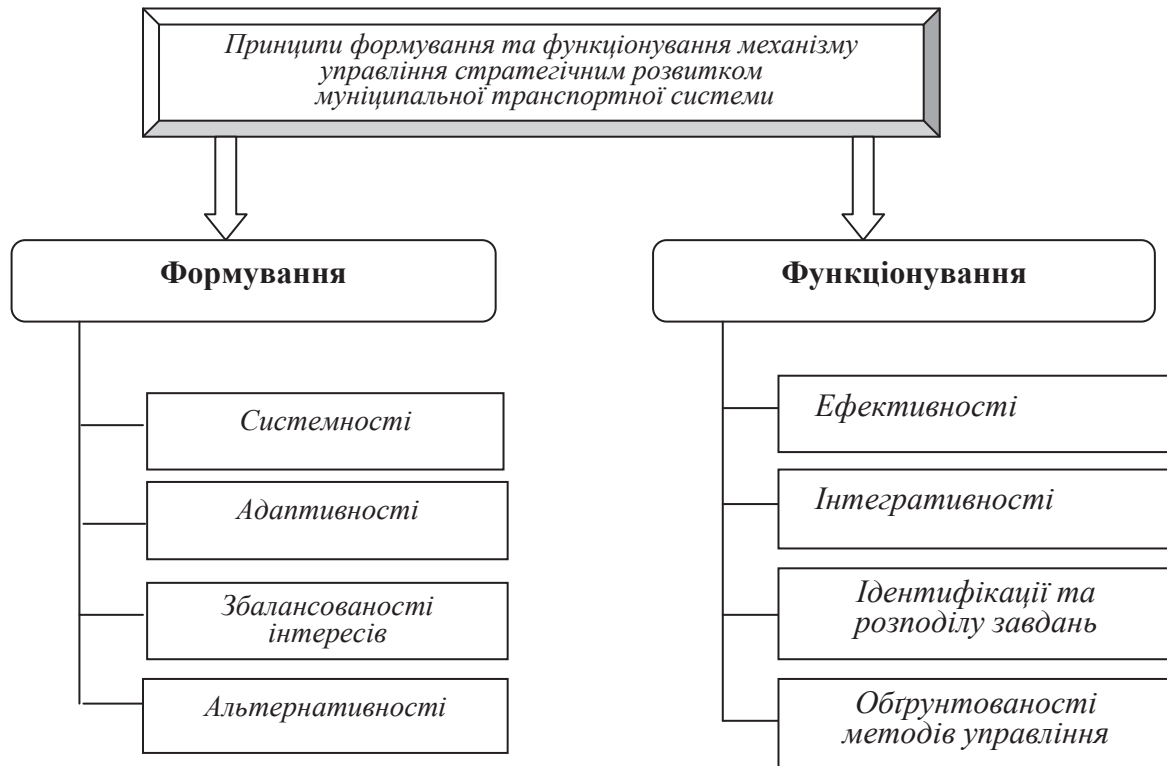 Принципи формування та функціонування механізму
управління стратегічним розвитком
муніципальної транспортної системи
Формування
Системності
Адаптивності
Збалансованості
інтересів
Альтернативності
Функціонування
Ефективності
Інтегративності
Ідентифікації та
розподілу завдань
Обґрунтованості
методів управління